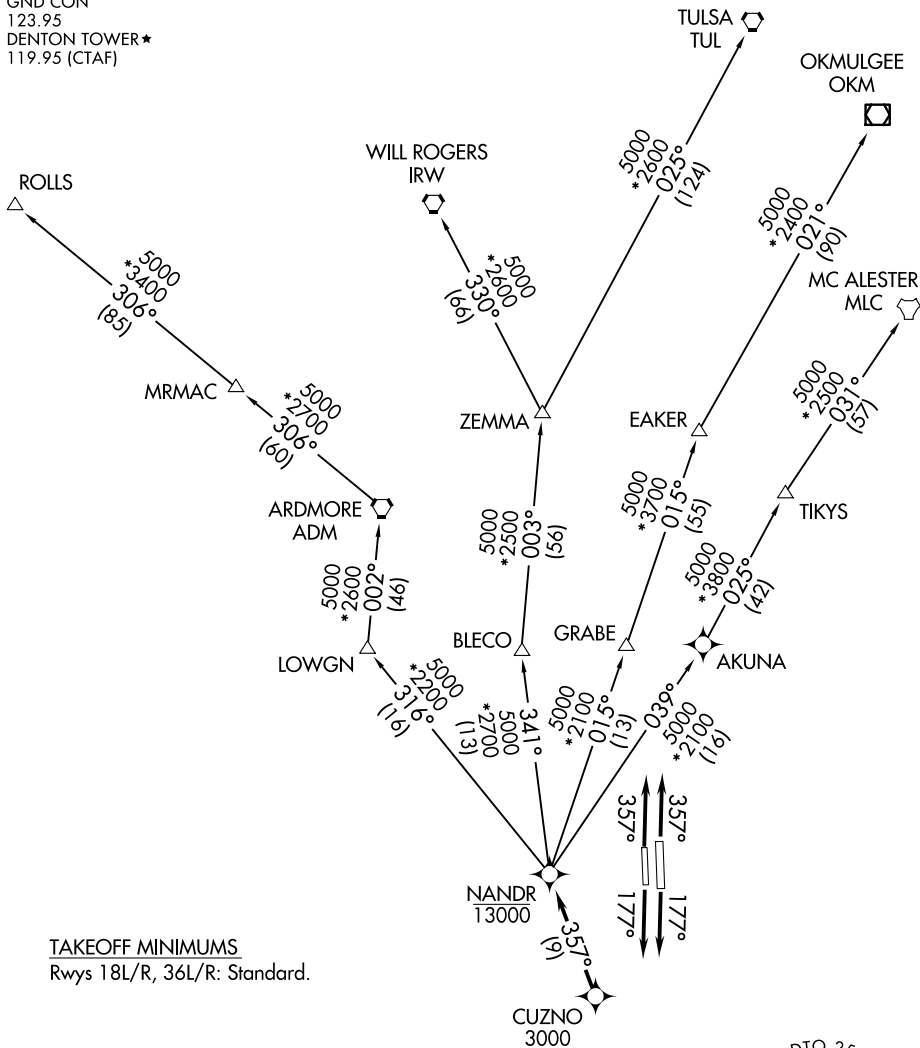 GND CON
123.95
DENTON TOWER★
119.95 (CTAF)
TULSA
TUL
OKMULGEE
OKM
WILL ROGERS
IRW
ROLLS
5000
*2600
025°
(124)
5000
*2400
021°
(90)
MC ALESTER
MLC
5000
*3400
306°
(85)
5000
*2600
330°
(66)
MRMAC
5000
*2700
306°
(60)
ZEMMA
EAKER
5000
*2500
031°
(57)
ARDMORE
ADM
5000
*2500
003°
(56)
5000
*3700
015°
(55)
TIKYS
5000
*2600
002°
(46)
5000
*3800
025°
(42)
LOWGN
BLECO
GRABE
AKUNA
5000
*2200
316°
(16)
341°
5000
*2700
(13)
5000
*2100
015°
(13)
039°
5000
*2100
(16)
357°
357°
177°
177°
NANDR
13000
357°
(9)
CUZNO
3000
TAKEOFF MINIMUMS
Rwys 18L/R, 36L/R: Standard.